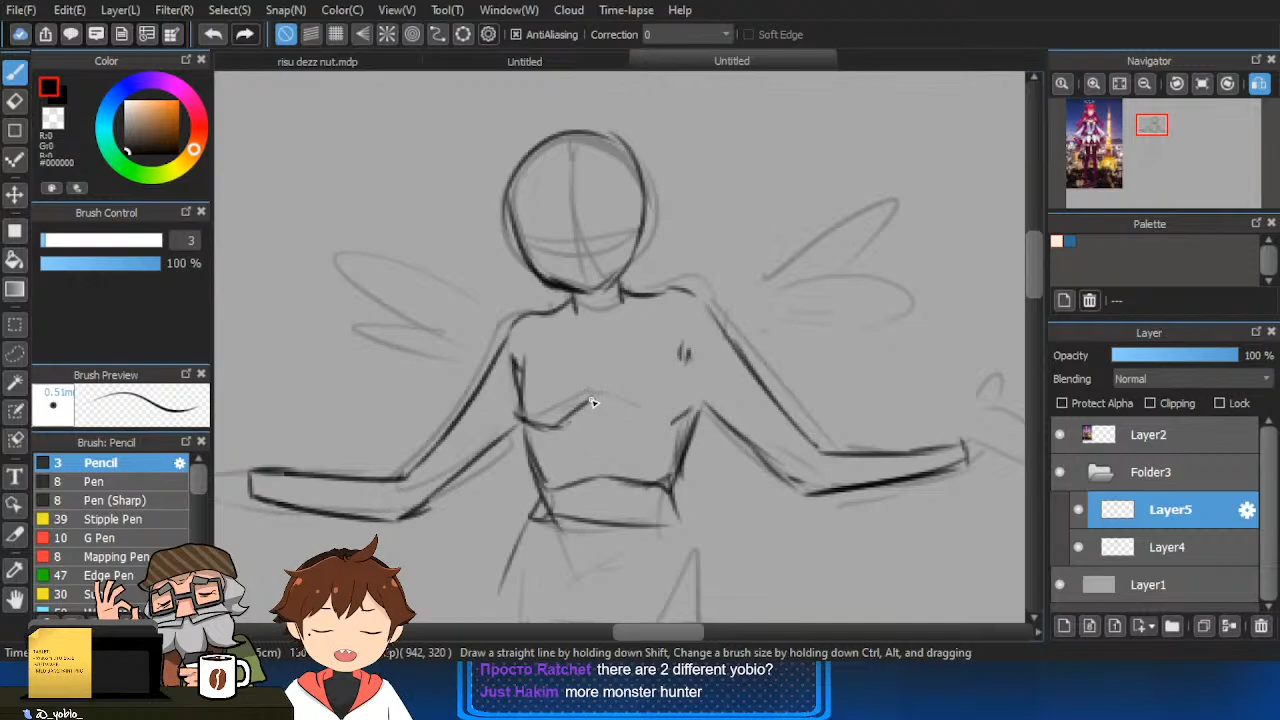 File(F) Edit(E) Layer(L) Filter(R) Select(S) Snap(N) Color(C) View(V) Tool(T) Window(W) Cloud Time-lapse Help
AntiAliasing Correction 0 Soft Edge
Color
risu dezz nut.mdp Untitled Untitled
Navigator
R:0
G:0
B:0
#000000
Brush Control
3
100 %
Palette
---
Layer
Opacity 100 %
Blending Normal
Protect Alpha Clipping Lock
Layer2
Folder3
Layer5
Layer4
Layer1
Brush Preview
0.51m
Brush: Pencil
3 Pencil
8 Pen
8 Pen (Sharp)
39 Stipple Pen
10 G Pen
8 Mapping Pen
47 Edge Pen
30
( 942, 320 ) Draw a straight line by holding down Shift, Change a brush size by holding down Ctrl, Alt, and dragging
Просто Ratchet there are 2 different yoblo?
Just Hakim more monster hunter